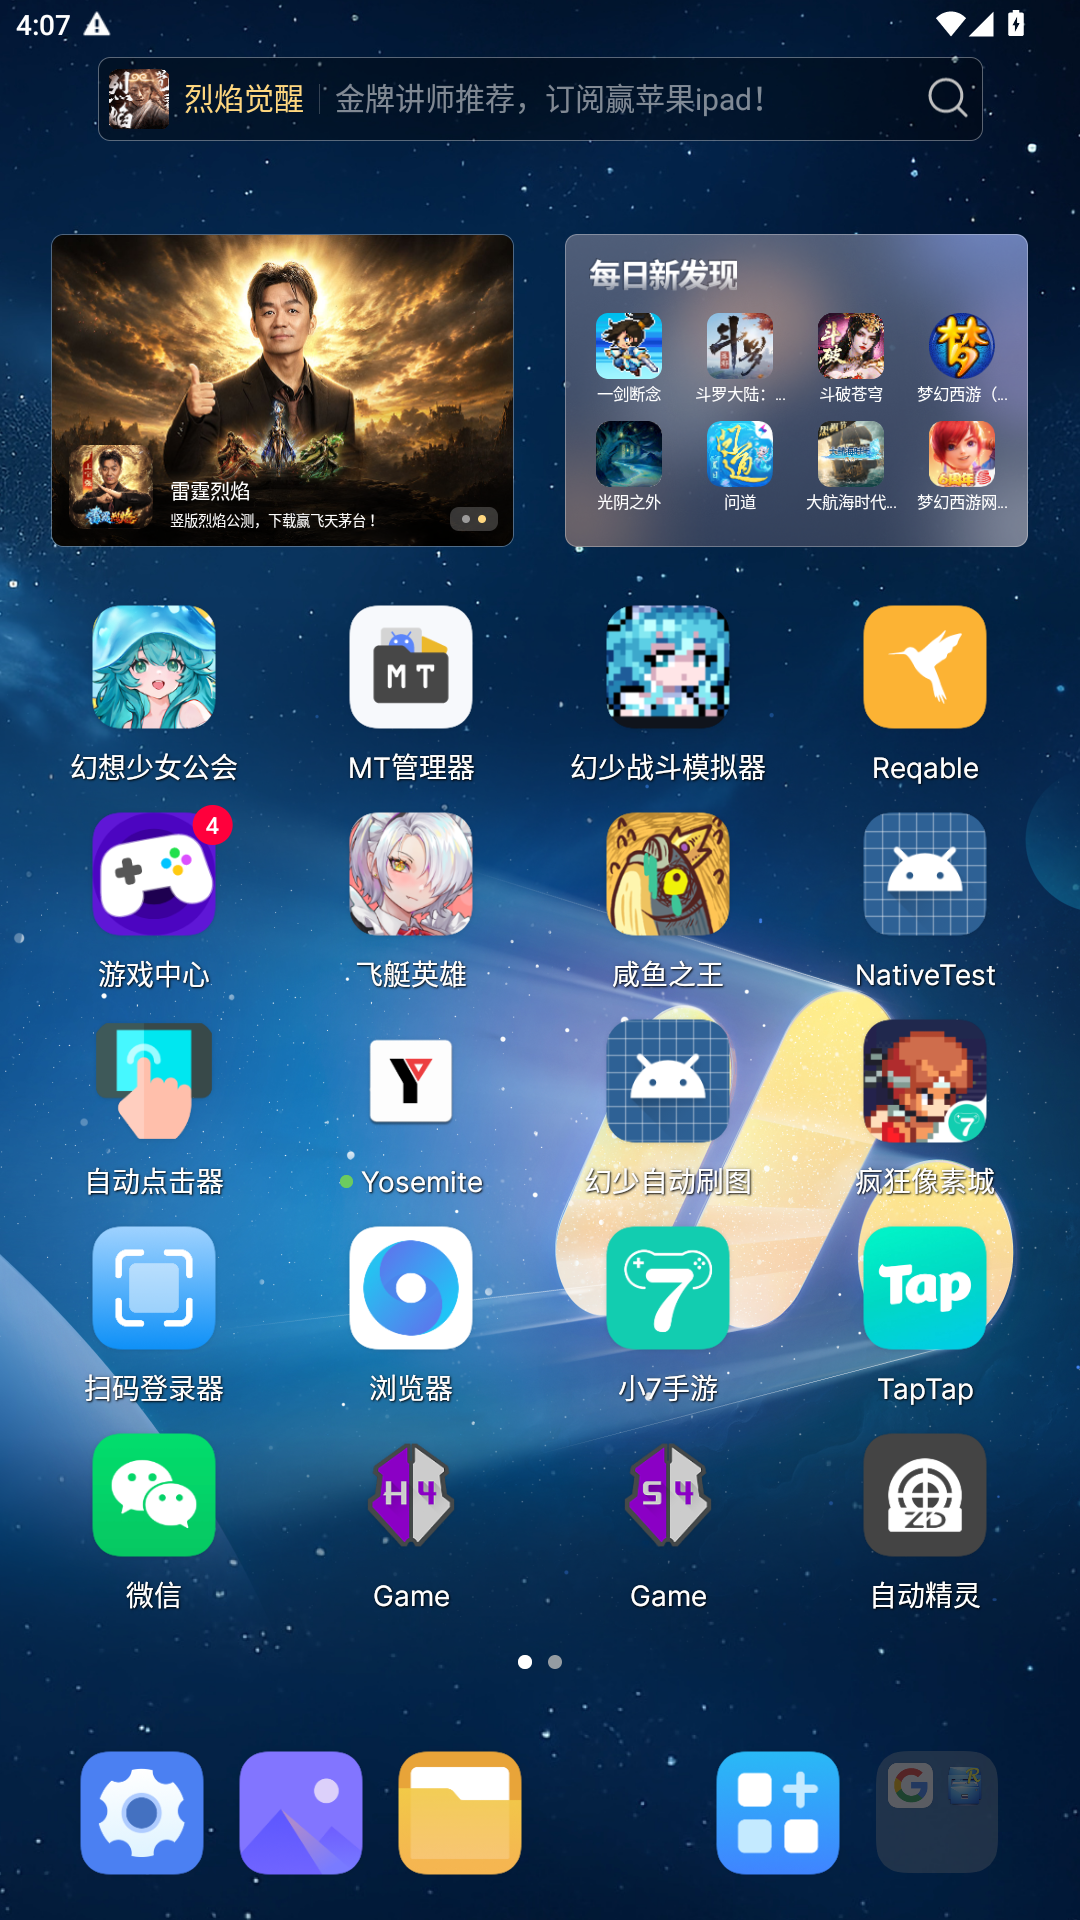 4:07
烈焰觉醒 金牌讲师推荐，订阅赢苹果ipad！
每日新发现
一剑断念 斗罗大陆：... 斗破苍穹 梦幻西游（...
光阴之外 问道 大航海时代... 梦幻西游网...
雷霆烈焰
竖版烈焰公测，下载赢飞天茅台！
MT
幻想少女公会 MT管理器 幻少战斗模拟器 Reqable
4
游戏中心 飞艇英雄 咸鱼之王 NativeTest
Y
7
自动点击器 Yosemite 幻少自动刷图 疯狂像素城
7 Tap
扫码登录器 浏览器 小7手游 TapTap
H4 S4 ZD
微信 Game Game 自动精灵
G R